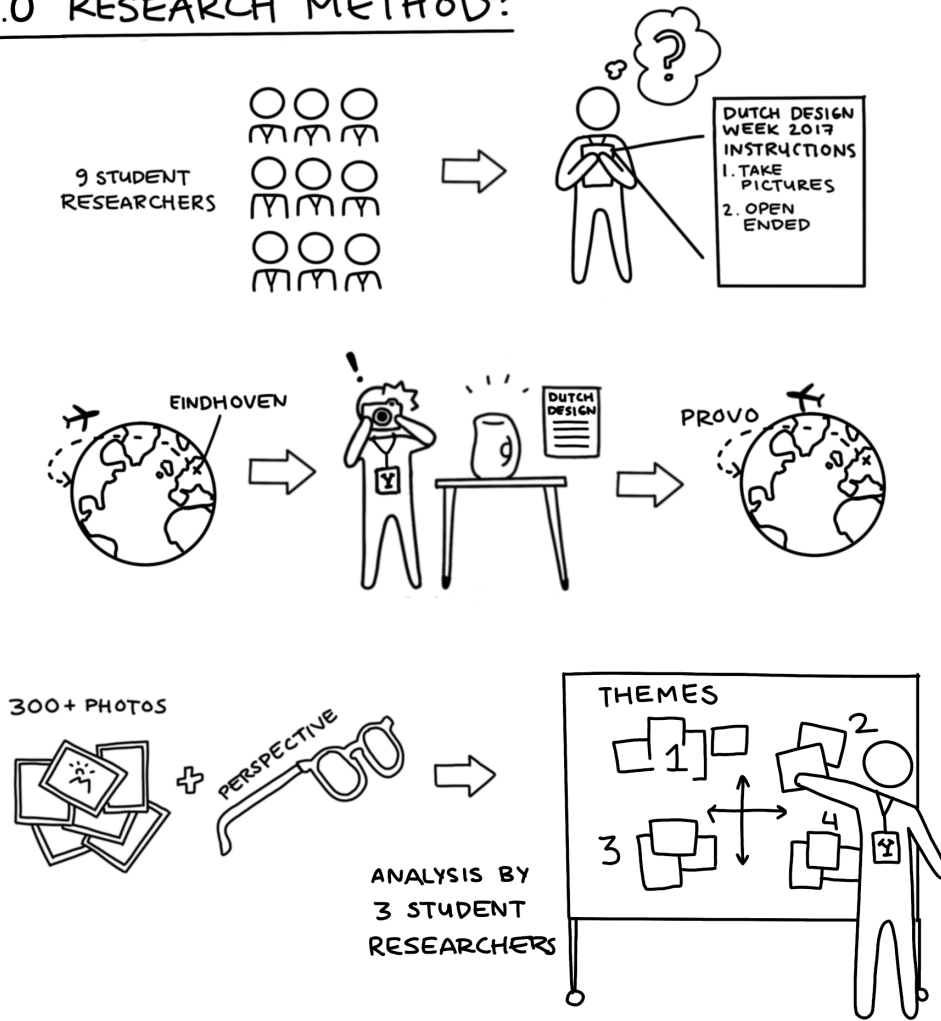 .0 RESEARCH METHOD:
9 STUDENT
RESEARCHERS
?
DUTCH DESIGN
WEEK 2017
INSTRUCTIONS
1. TAKE
PICTURES
2. OPEN
ENDED
EINDHOVEN
!
Y
DUTCH
DESIGN
PROVO
300+ PHOTOS
+
PERSPECTIVE
ANALYSIS BY
3 STUDENT
RESEARCHERS
THEMES
1
2
3
4
Y